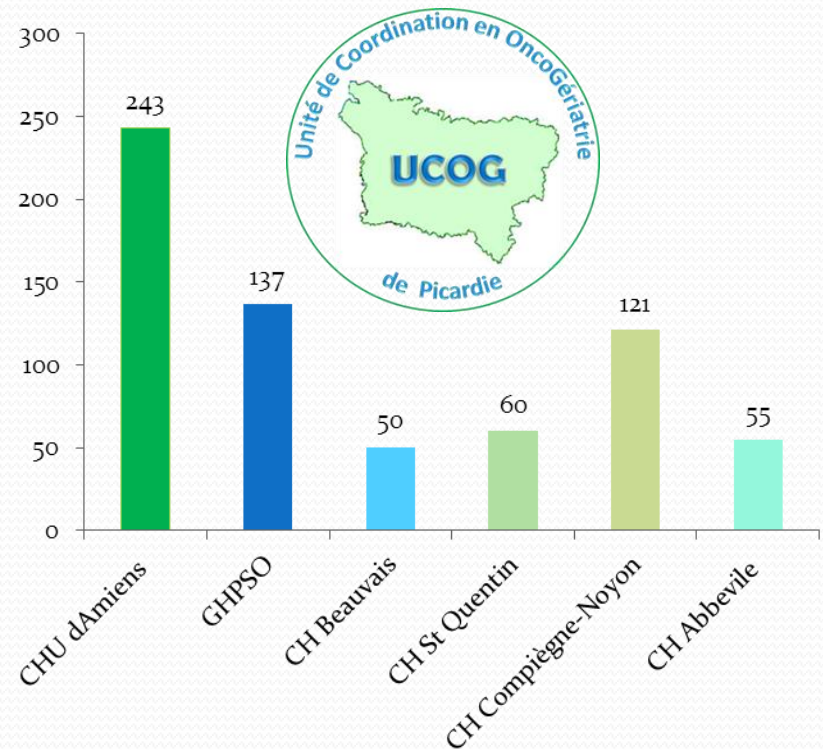 Unité de Coordination en OncoGériatrie
UCOG
de Picardie
300
250
200
150
100
50
0
243
137
50
60
121
55
CHU dAmiens
GHPSO
CH Beauvais
CH St Quentin
CH Compiègne-Noyon
CH Abbevile